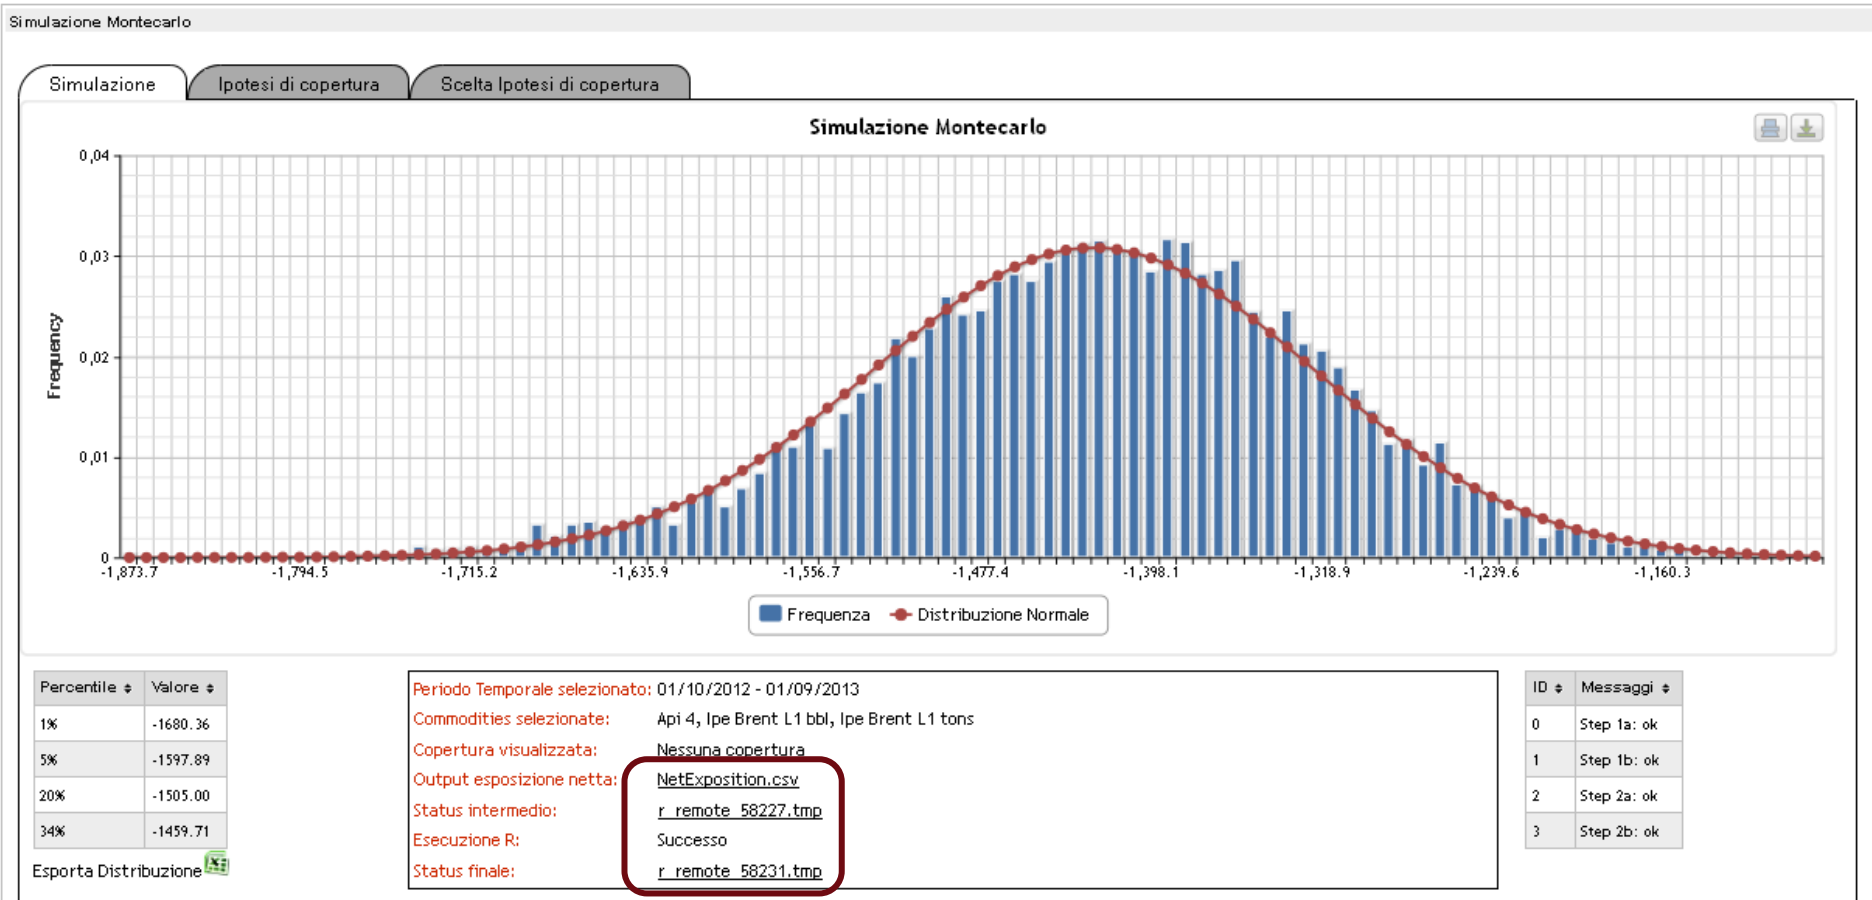 Simulazione Montecarlo
Simulazione
Ipotesi di copertura
Scelta Ipotesi di copertura
Simulazione Montecarlo
0,04
0,03
0,02
0,01
0
Frequency
-1,873.7
-1,794.5
-1,715.2
-1,635.9
-1,556.7
-1,477.4
-1,398.1
-1,318.9
-1,239.6
-1,160.3
Frequenza
Distribuzione Normale
Percentile Valore
1% -1680.36
5% -1597.89
20% -1505.00
34% -1459.71
Esporta Distribuzione
Periodo Temporale selezionato: 01/10/2012 - 01/09/2013
Commodities selezionate: Api 4, Ipe Brent L1 bbl, Ipe Brent L1 tons
Copertura visualizzata: Nessuna copertura
Output esposizione netta: NetExposition.csv
Status intermedio: r_remote_58227.tmp
Esecuzione R: Successo
Status finale: r_remote_58231.tmp
ID Messaggi
0 Step 1a: ok
1 Step 1b: ok
2 Step 2a: ok
3 Step 2b: ok